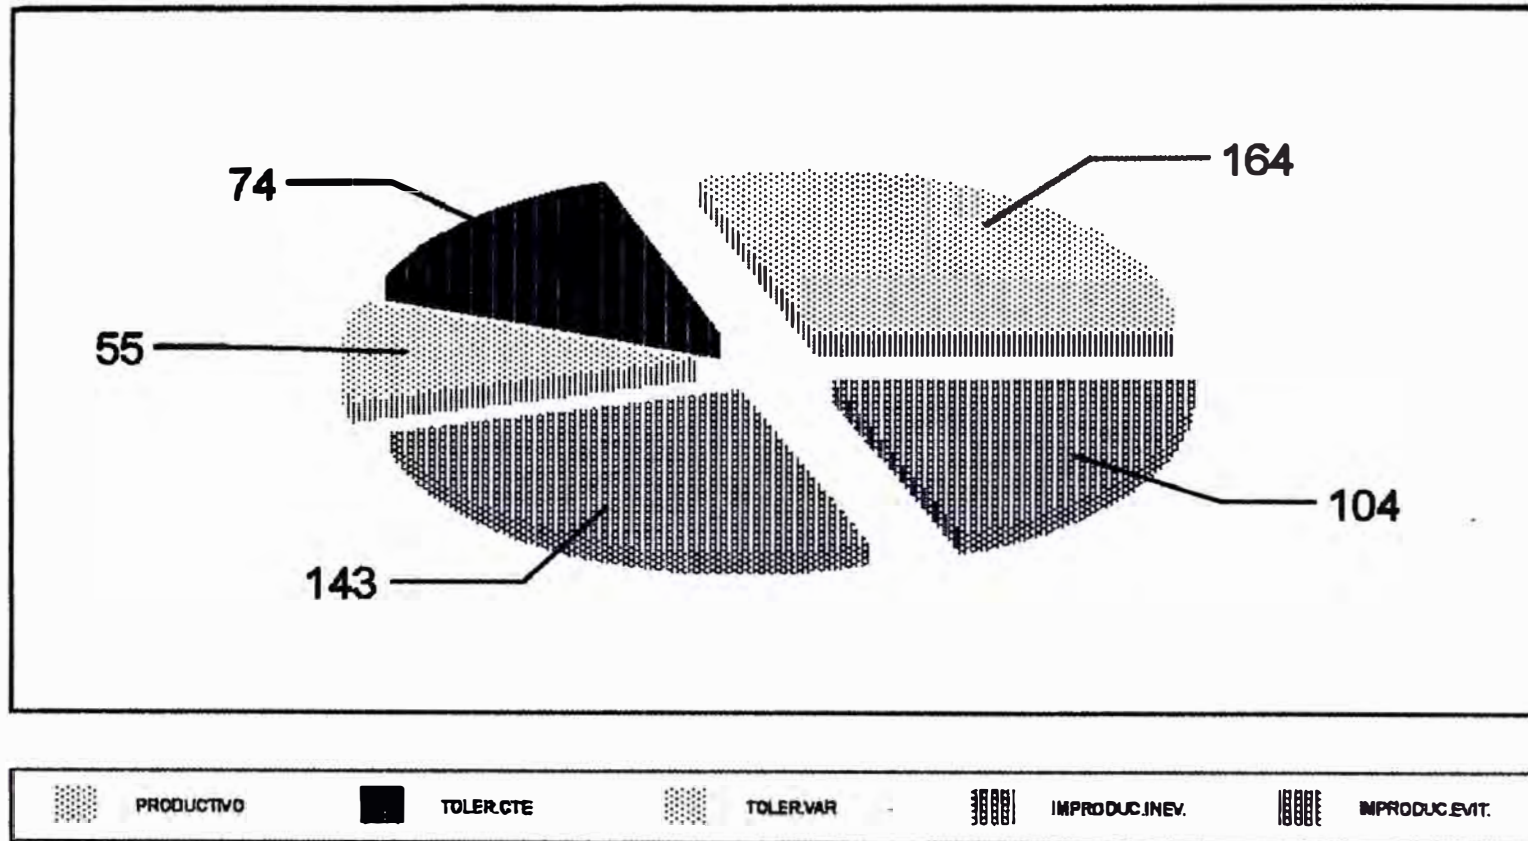 164
74
55
104
143
PRODUCTIVO
TOLER.CTE
TOLER.VAR
IMPRODUC.INEV.
IMPRODUC.EVIT.